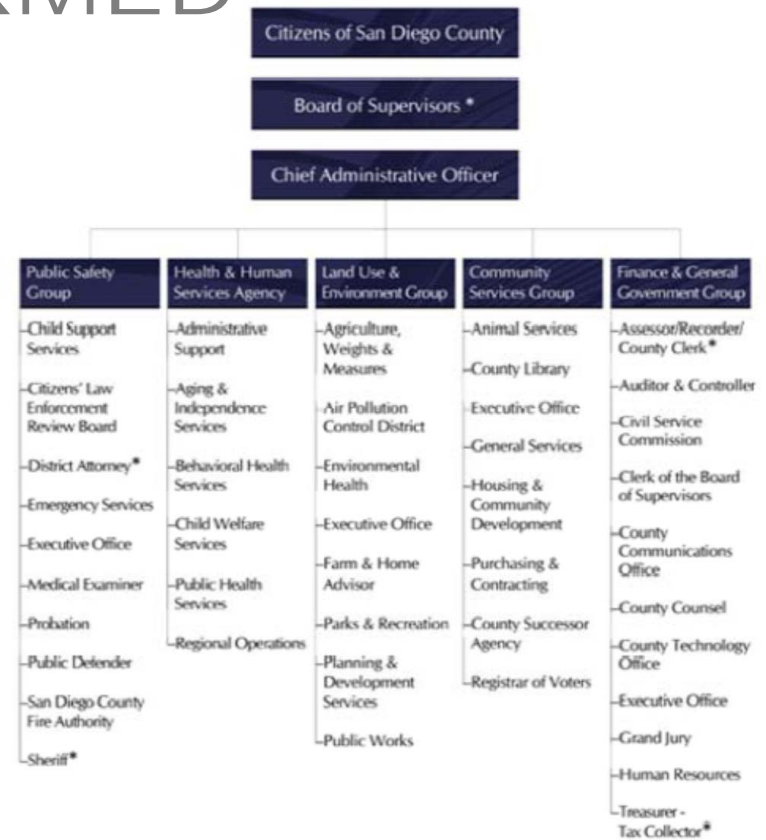 Citizens of San Diego County
Board of Supervisors *
Chief Administrative Officer
Public Safety
Group
Child Support
Services
Citizens' Law
Enforcement
Review Board
District Attorney*
Emergency Services
Executive Office
Medical Examiner
Probation
Public Defender
San Diego County
Fire Authority
Sheriff*
Health & Human
Services Agency
Administrative
Support
Aging &
Independence
Services
Behavioral Health
Services
Child Welfare
Services
Public Health
Services
Regional Operations
Land Use &
Environment Group
Agriculture,
Weights &
Measures
Air Pollution
Control District
Environmental
Health
Executive Office
Farm & Home
Advisor
Parks & Recreation
Planning &
Development
Services
Public Works
Community
Services Group
Animal Services
County Library
Executive Office
General Services
Housing &
Community
Development
Purchasing &
Contracting
County Successor
Agency
Registrar of Voters
Finance & General
Government Group
Assessor/Recorder/
County Clerk*
Auditor & Controller
Civil Service
Commission
Clerk of the Board
of Supervisors
County
Communications
Office
County Counsel
County Technology
Office
Executive Office
Grand Jury
Human Resources
Treasurer -
Tax Collector*